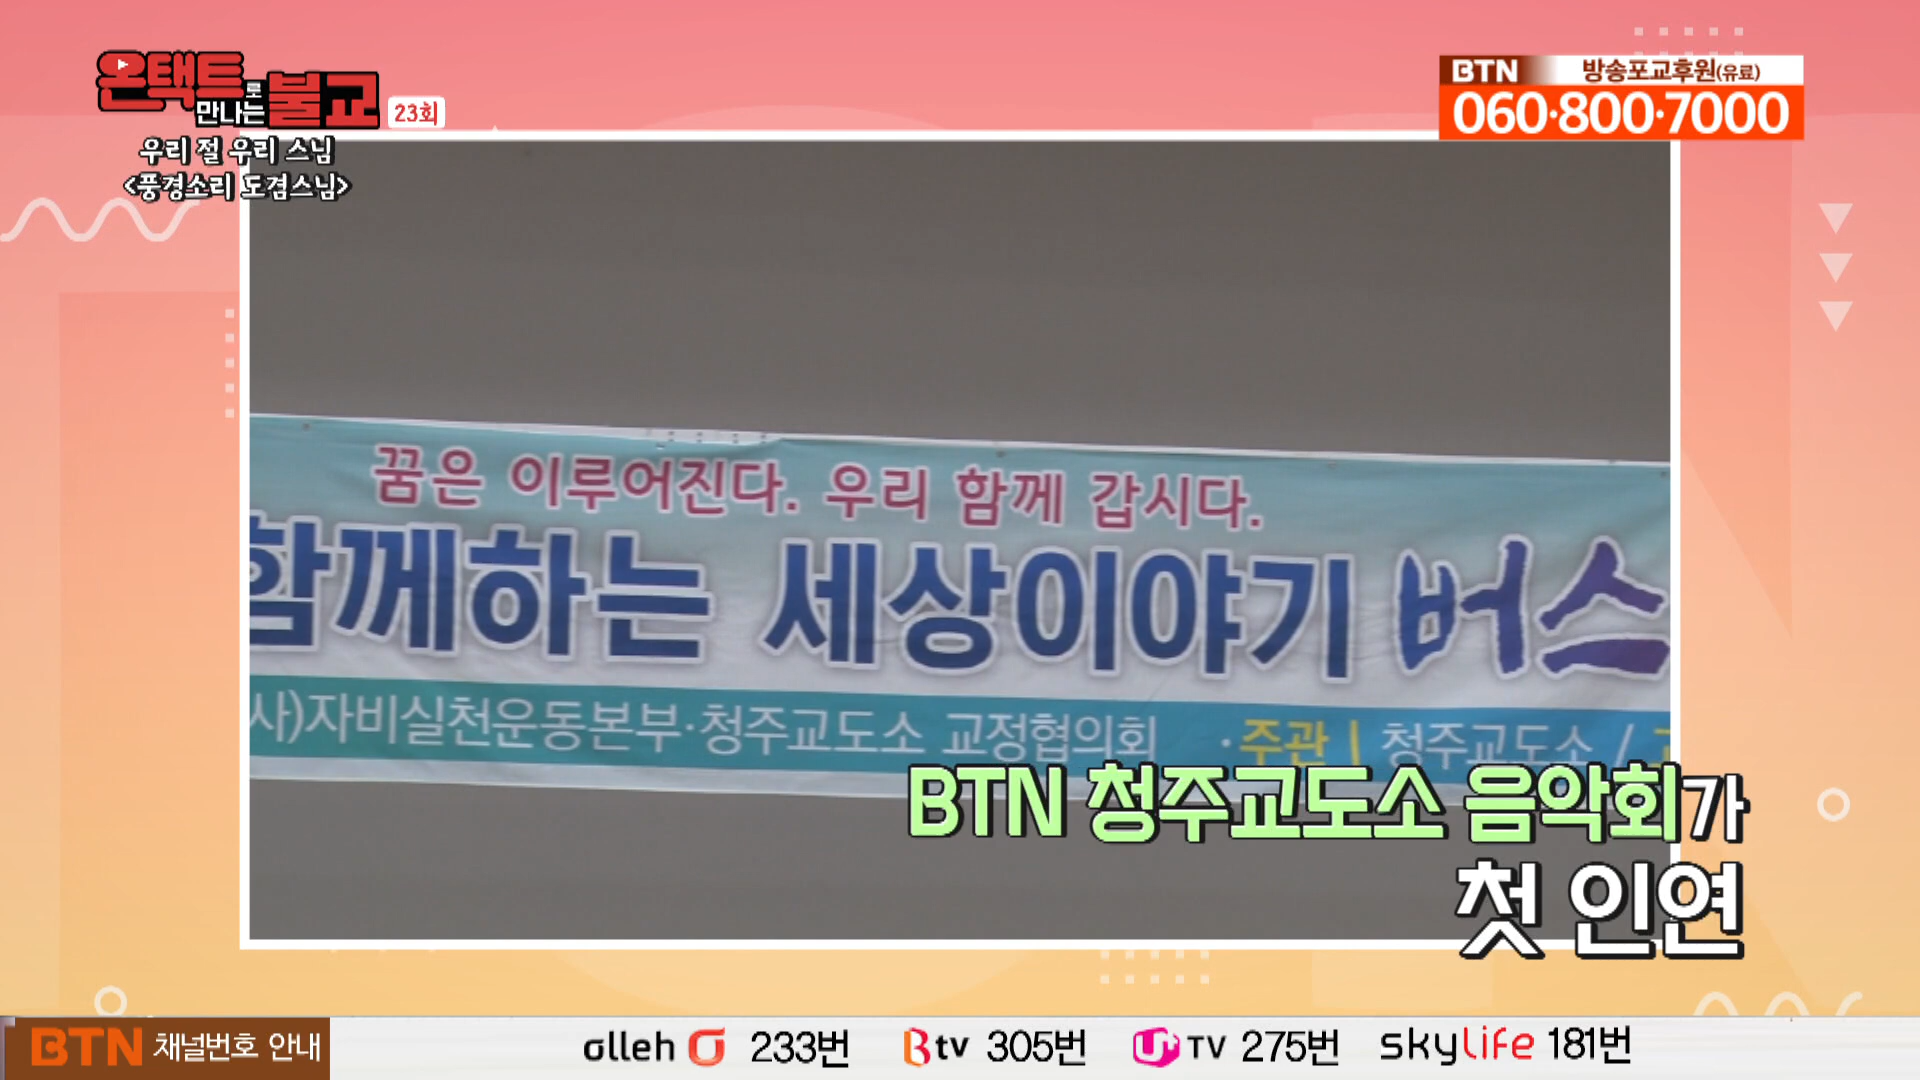 온택트로
만나는 불교 23회
우리 절 우리 스님
<풍경소리 도겸스님>
BTN 방송포교후원(유료)
060·800·7000
꿈은 이루어진다. 우리 함께 갑시다.
함께하는 세상이야기 버스
사)자비실천운동본부·청주교도소 교정협의회 ·주관 | 청주교도소 /
BTN 청주교도소 음악회가
첫 인연
BTN 채널번호 안내 olleh 233번 B tv 305번 U+ TV 275번 skylife 181번